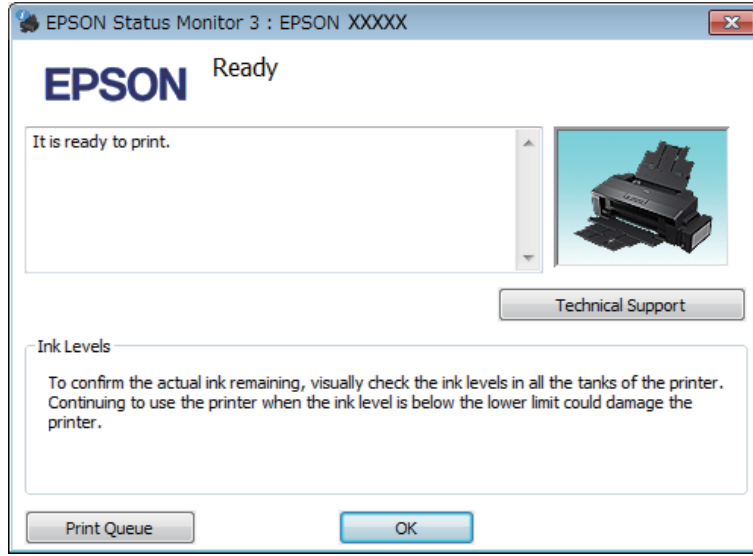 EPSON Status Monitor 3 : EPSON XXXXX
EPSON
Ready
It is ready to print.
Technical Support
Ink Levels
To confirm the actual ink remaining, visually check the ink levels in all the tanks of the printer.
Continuing to use the printer when the ink level is below the lower limit could damage the
printer.
Print Queue
OK